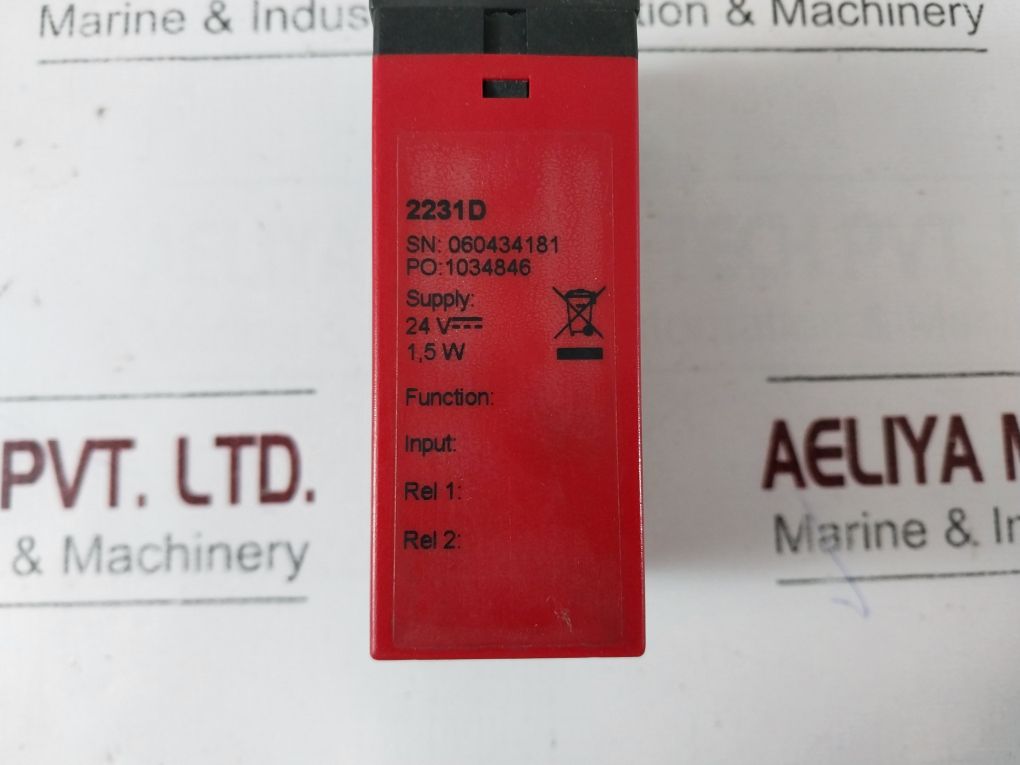 Marine & Indus
tion & Machinery
2231D
SN: 060434181
PO:1034846
Supply:
24 V
1,5 W
Function:
Input:
Rel 1:
Rel 2:
PVT. LTD.
& Machinery
AELIYA M
Marine & In